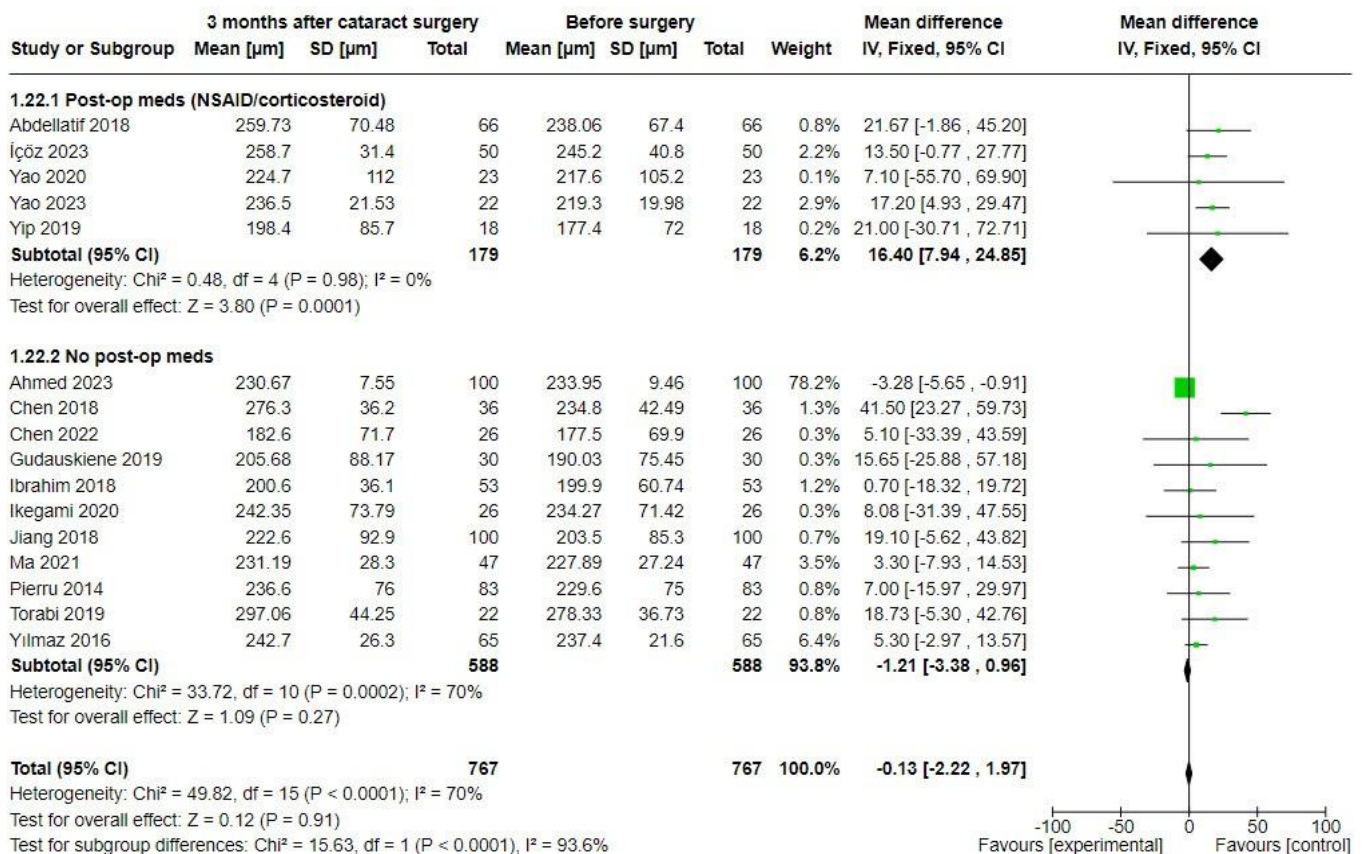 3 months after cataract surgery Before surgery Mean difference Mean difference
Study or Subgroup Mean [µm] SD [µm] Total Mean [µm] SD [µm] Total Weight IV, Fixed, 95% CI IV, Fixed, 95% CI
1.22.1 Post-op meds (NSAID/corticosteroid)
Abdellatif 2018 259.73 70.48 66 238.06 67.4 66 0.8% 21.67 [-1.86 , 45.20]
İçöz 2023 258.7 31.4 50 245.2 40.8 50 2.2% 13.50 [-0.77 , 27.77]
Yao 2020 224.7 112 23 217.6 105.2 23 0.1% 7.10 [-55.70 , 69.90]
Yao 2023 236.5 21.53 22 219.3 19.98 22 2.9% 17.20 [4.93 , 29.47]
Yip 2019 198.4 85.7 18 177.4 72 18 0.2% 21.00 [-30.71 , 72.71]
Subtotal (95% CI) 179 179 6.2% 16.40 [7.94 , 24.85]
Heterogeneity: Chi² = 0.48, df = 4 (P = 0.98); I² = 0%
Test for overall effect: Z = 3.80 (P = 0.0001)
1.22.2 No post-op meds
Ahmed 2023 230.67 7.55 100 233.95 9.46 100 78.2% -3.28 [-5.65 , -0.91]
Chen 2018 276.3 36.2 36 234.8 42.49 36 1.3% 41.50 [23.27 , 59.73]
Chen 2022 182.6 71.7 26 177.5 69.9 26 0.3% 5.10 [-33.39 , 43.59]
Gudauskiene 2019 205.68 88.17 30 190.03 75.45 30 0.3% 15.65 [-25.88 , 57.18]
Ibrahim 2018 200.6 36.1 53 199.9 60.74 53 1.2% 0.70 [-18.32 , 19.72]
Ikegami 2020 242.35 73.79 26 234.27 71.42 26 0.3% 8.08 [-31.39 , 47.55]
Jiang 2018 222.6 92.9 100 203.5 85.3 100 0.7% 19.10 [-5.62 , 43.82]
Ma 2021 231.19 28.3 47 227.89 27.24 47 3.5% 3.30 [-7.93 , 14.53]
Pierru 2014 236.6 76 83 229.6 75 83 0.8% 7.00 [-15.97 , 29.97]
Torabi 2019 297.06 44.25 22 278.33 36.73 22 0.8% 18.73 [-5.30 , 42.76]
Yılmaz 2016 242.7 26.3 65 237.4 21.6 65 6.4% 5.30 [-2.97 , 13.57]
Subtotal (95% CI) 588 588 93.8% -1.21 [-3.38 , 0.96]
Heterogeneity: Chi² = 33.72, df = 10 (P = 0.0002); I² = 70%
Test for overall effect: Z = 1.09 (P = 0.27)
Total (95% CI) 767 767 100.0% -0.13 [-2.22 , 1.97]
Heterogeneity: Chi² = 49.82, df = 15 (P < 0.0001); I² = 70%
Test for overall effect: Z = 0.12 (P = 0.91)
-100 -50 0 50 100
Test for subgroup differences: Chi² = 15.63, df = 1 (P < 0.0001), I² = 93.6% Favours [experimental] Favours [control]